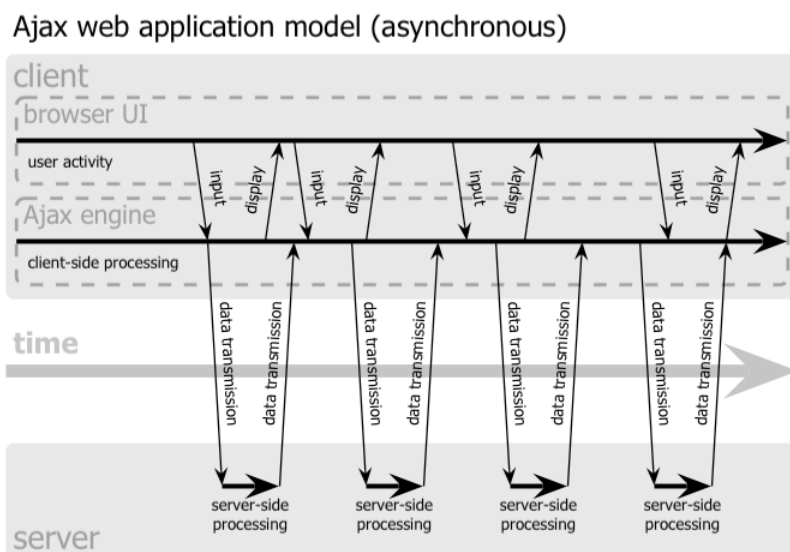 Ajax web application model (asynchronous)
client
browser UI
user activity
input
display
input
display
input
display
input
display
Ajax engine
client-side processing
data transmission
data transmission
data transmission
data transmission
data transmission
data transmission
data transmission
data transmission
time
server-side
processing
server-side
processing
server-side
processing
server-side
processing
server